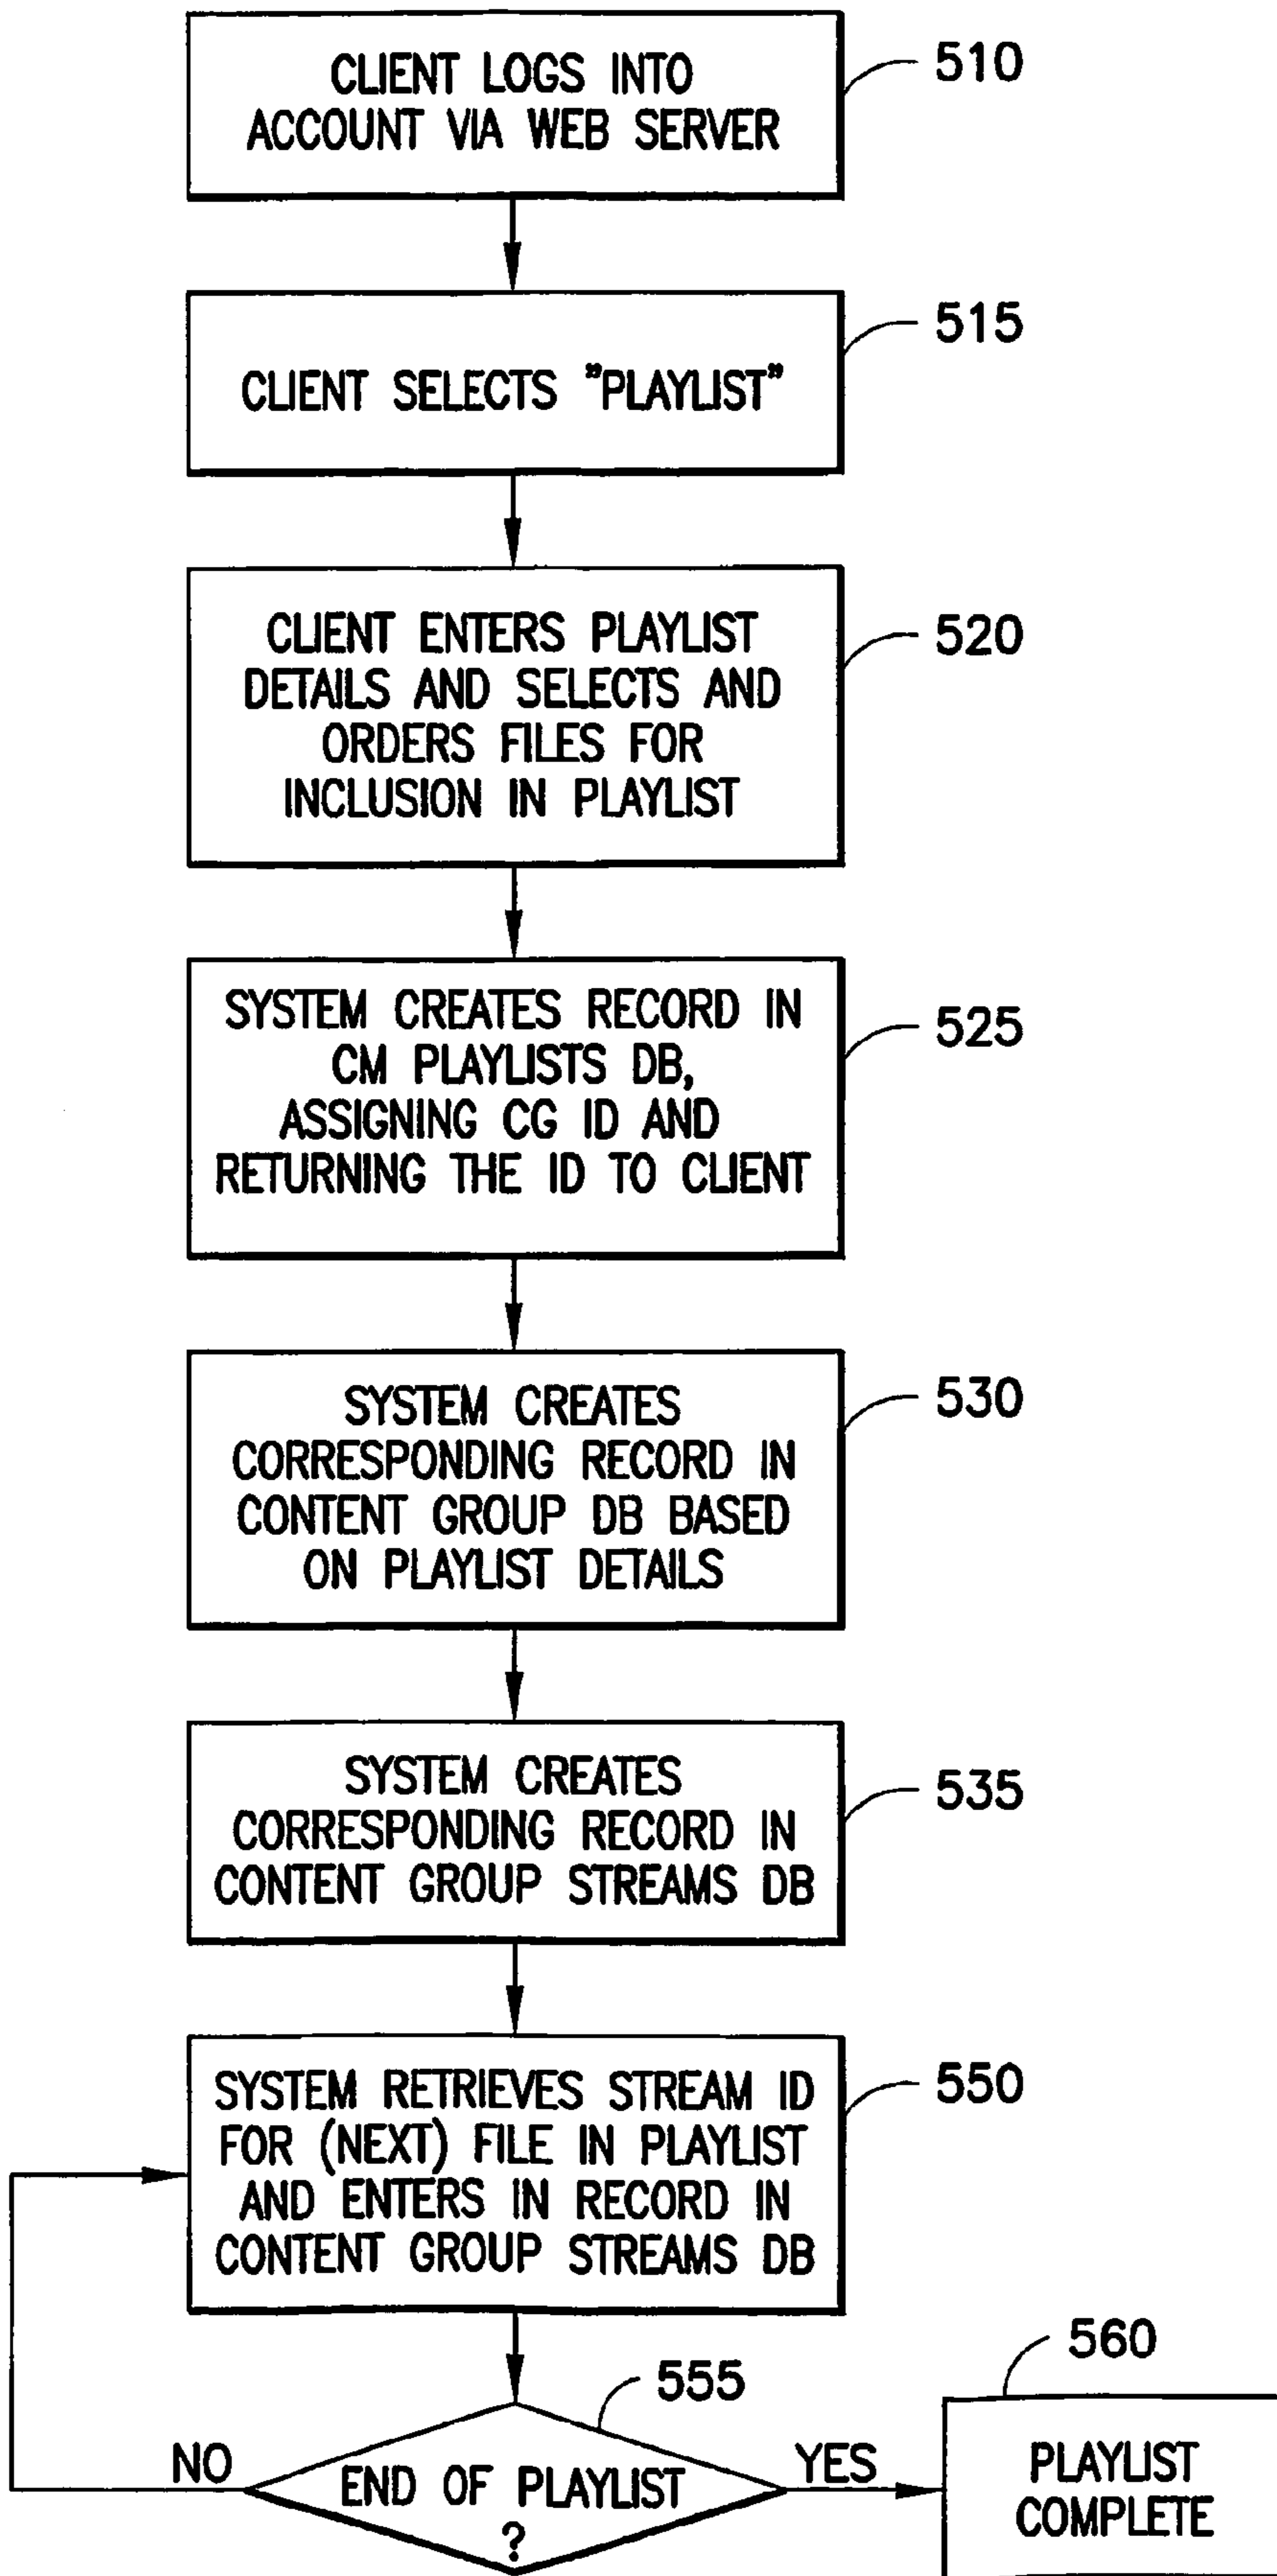 CLIENT LOGS INTO
ACCOUNT VIA WEB SERVER
510
CLIENT SELECTS "PLAYLIST"
515
CLIENT ENTERS PLAYLIST
DETAILS AND SELECTS AND
ORDERS FILES FOR
INCLUSION IN PLAYLIST
520
SYSTEM CREATES RECORD IN
CM PLAYLISTS DB,
ASSIGNING CG ID AND
RETURNING THE ID TO CLIENT
525
SYSTEM CREATES
CORRESPONDING RECORD IN
CONTENT GROUP DB BASED
ON PLAYLIST DETAILS
530
SYSTEM CREATES
CORRESPONDING RECORD IN
CONTENT GROUP STREAMS DB
535
SYSTEM RETRIEVES STREAM ID
FOR (NEXT) FILE IN PLAYLIST
AND ENTERS IN RECORD IN
CONTENT GROUP STREAMS DB
550
END OF PLAYLIST
?
555
NO
YES
PLAYLIST
COMPLETE
560